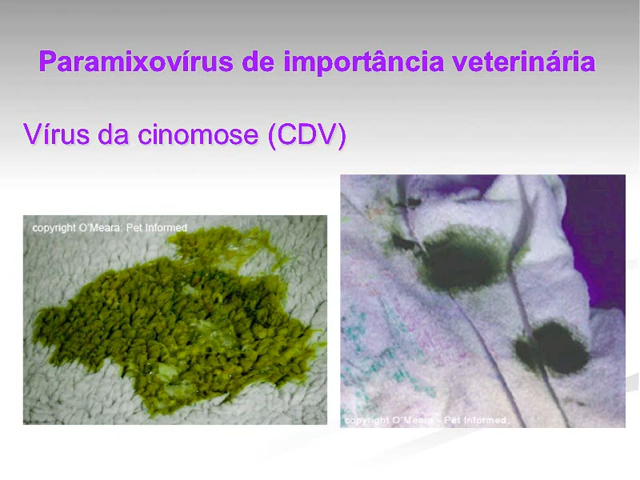 Paramixovírus de importância veterinária
Vírus da cinomose (CDV)
copyright O'Meara: Pet Informed
copyright O'Meara - Pet Informed.